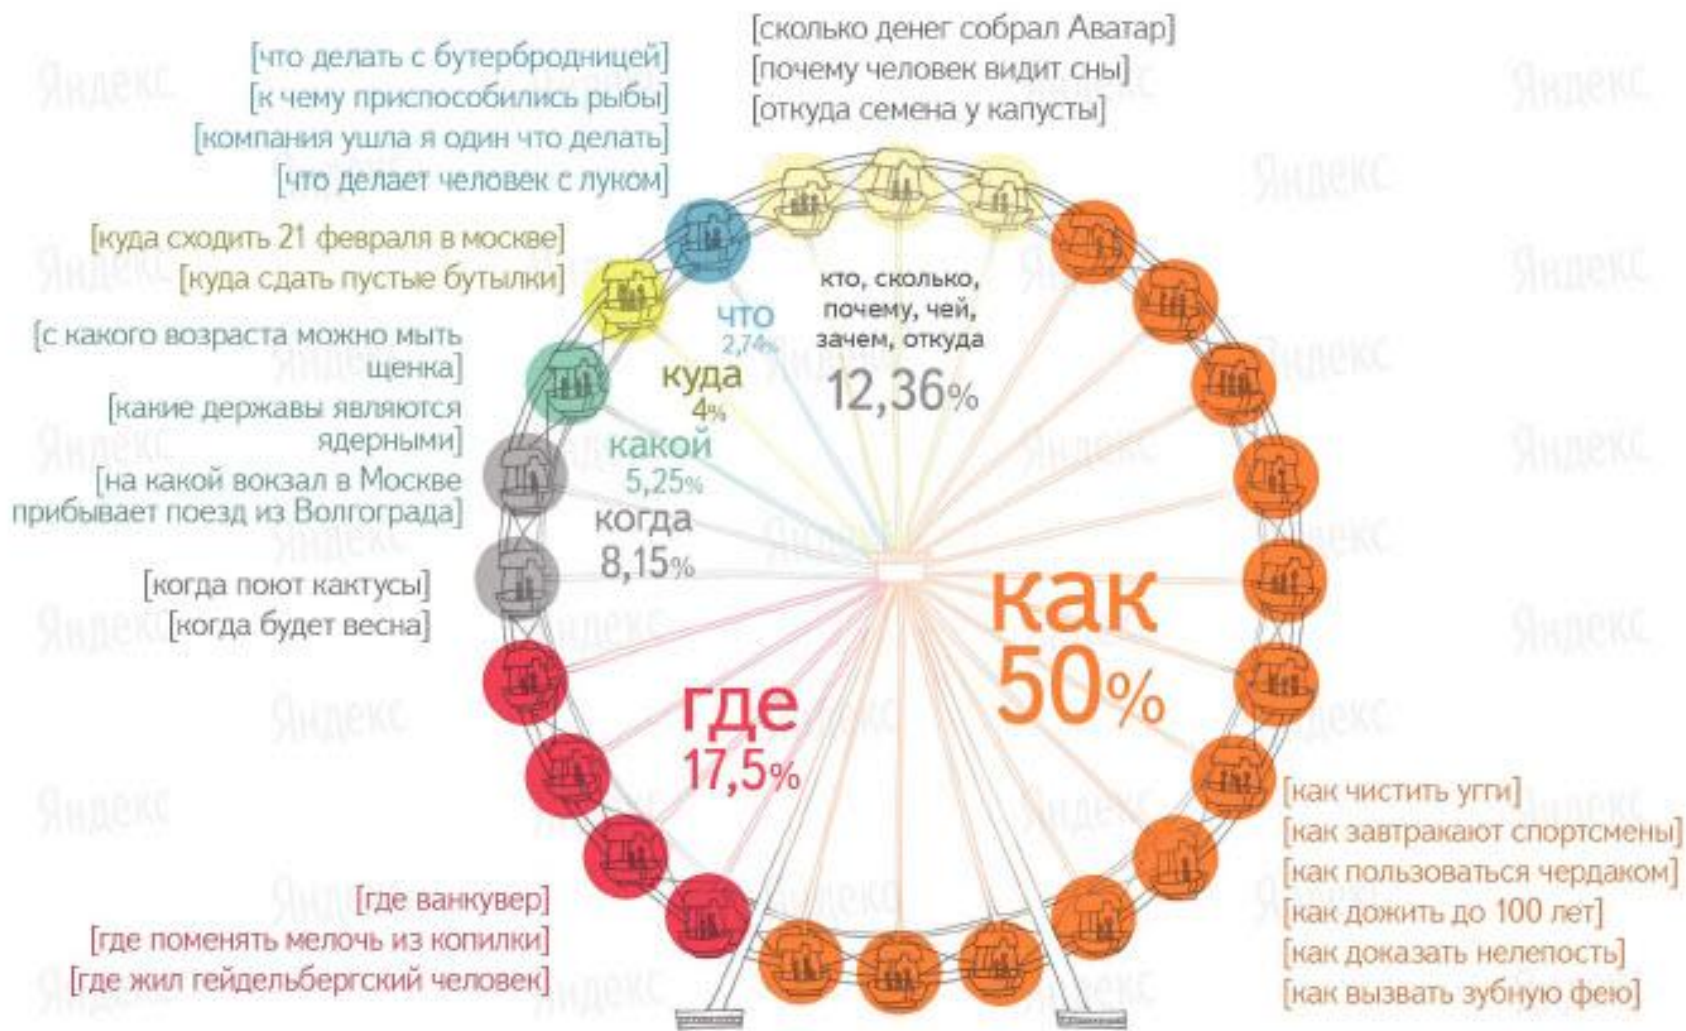 [сколько денег собрал Аватар]
[почему человек видит сны]
[откуда семена у капусты]
[что делать с бутербродницей]
[к чему приспособились рыбы]
[компания ушла я один что делать]
[что делает человек с луком]
[куда сходить 21 февраля в москве]
[куда сдать пустые бутылки]
[с какого возраста можно мыть
щенка]
[какие державы являются
ядерными]
[на какой вокзал в Москве
прибывает поезд из Волгограда]
[когда поют кактусы]
[когда будет весна]
кто, сколько,
почему, чей,
зачем, откуда
12,36%
что
2,74%
куда
4%
какой
5,25%
когда
8,15%
как
50%
где
17,5%
[где ванкувер]
[где поменять мелочь из копилки]
[где жил гейдельбергский человек]
[как чистить угги]
[как завтракают спортсмены]
[как пользоваться чердаком]
[как дожить до 100 лет]
[как доказать нелепость]
[как вызвать зубную фею]
Яндекс